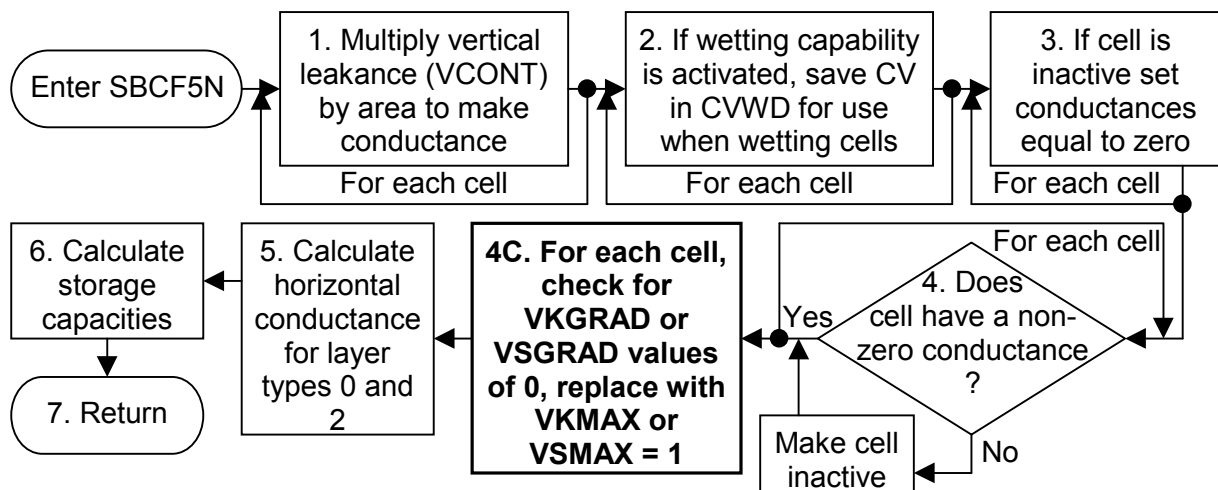 Enter SBCF5N
1. Multiply vertical
leakance (VCONT)
by area to make
conductance
For each cell
2. If wetting capability
is activated, save CV
in CVWD for use
when wetting cells
For each cell
3. If cell is
inactive set
conductances
equal to zero
For each cell
For each cell
4. Does
cell have a non-
zero conductance
?
Yes
No
Make cell
inactive
4C. For each cell,
check for
VKGRAD or
VSGRAD values
of 0, replace with
VKMAX or
VSMAX = 1
5. Calculate
horizontal
conductance
for layer
types 0 and
2
6. Calculate
storage
capacities
7. Return